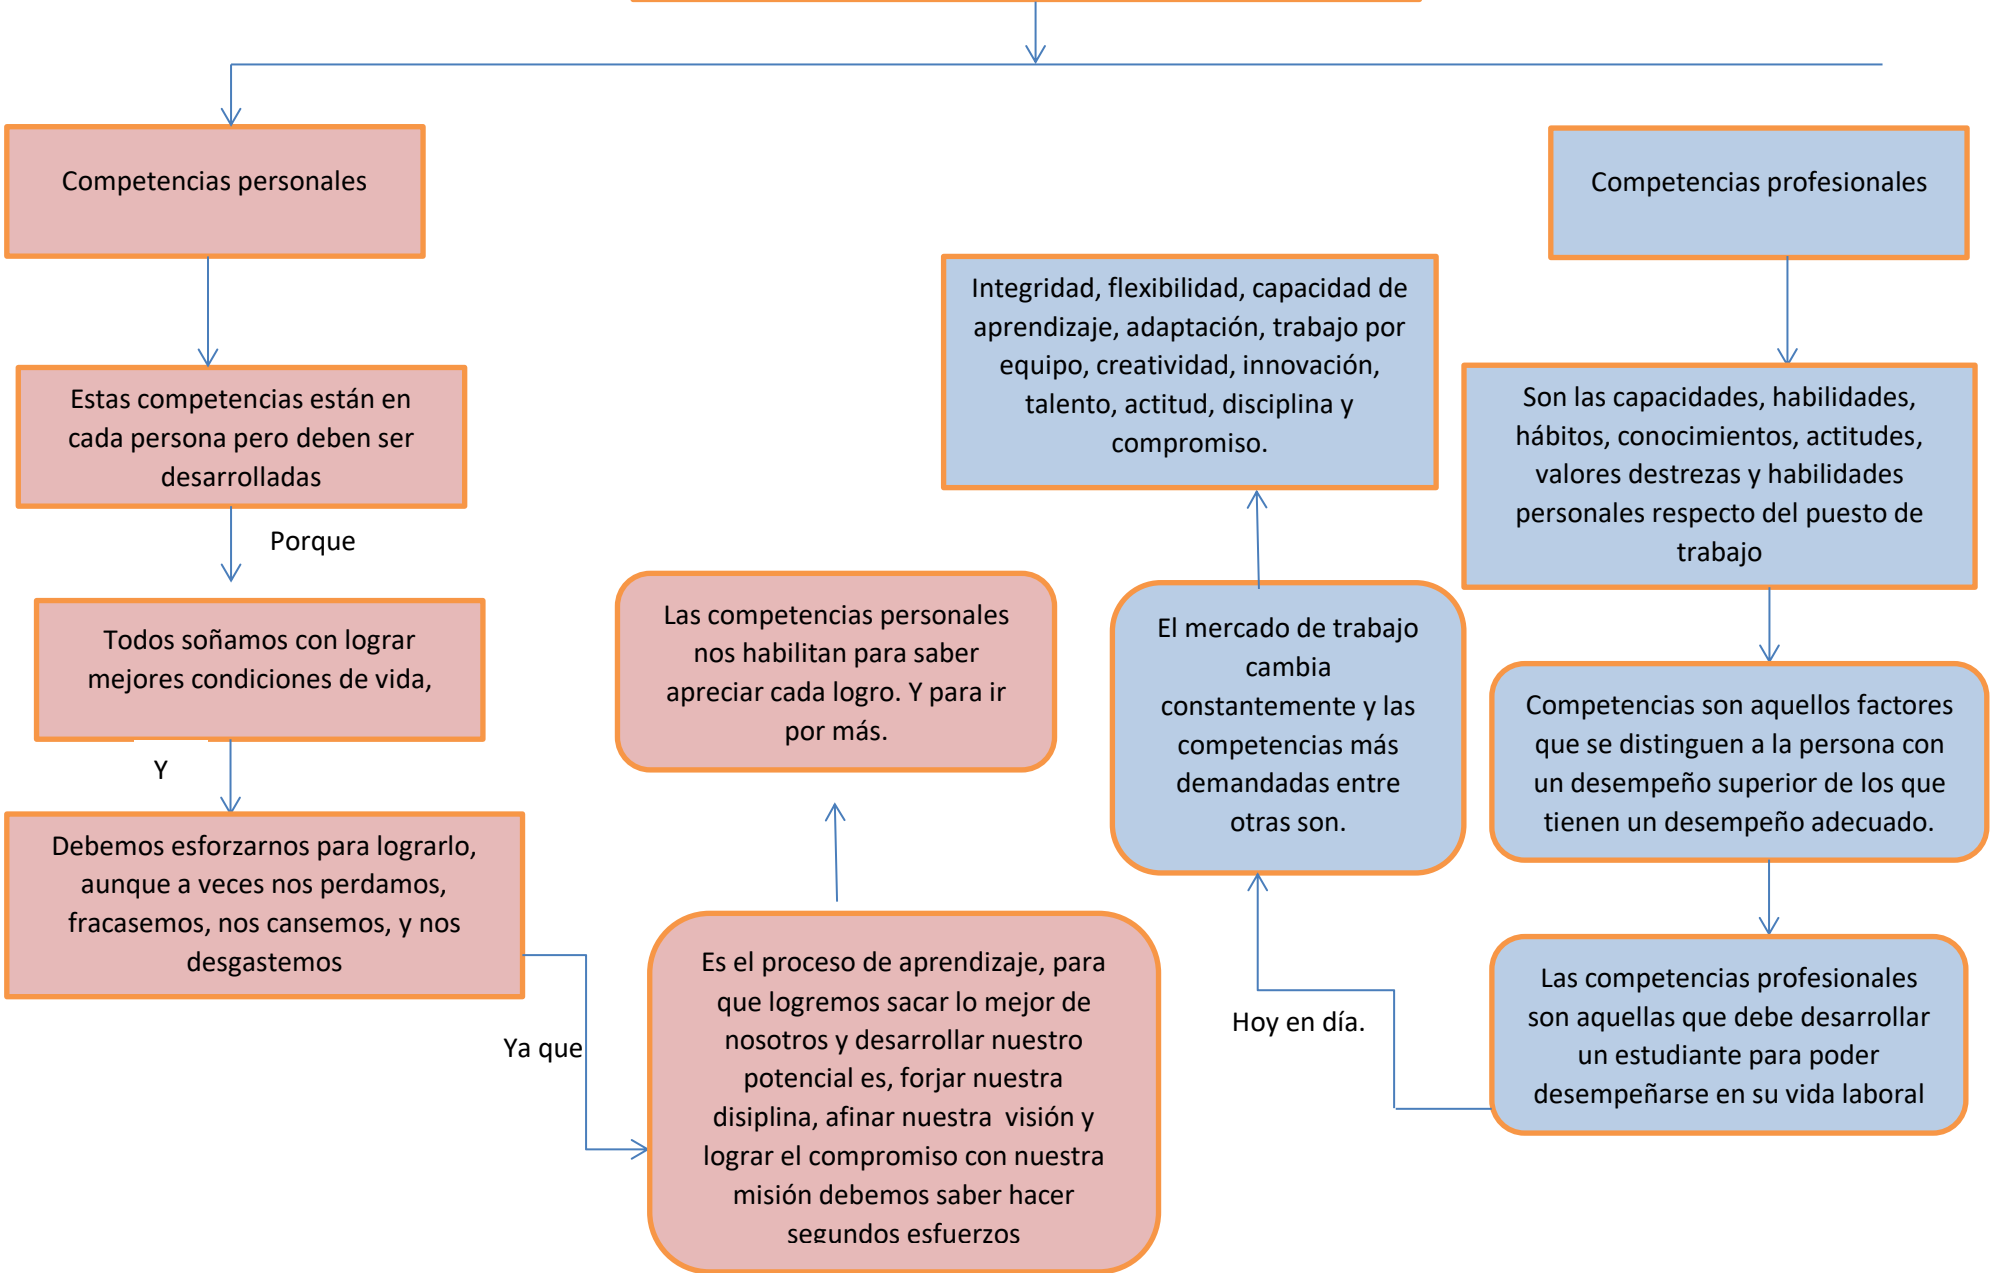 Competencias personales
Estas competencias están en
cada persona pero deben ser
desarrolladas
Porque
Todos soñamos con lograr
mejores condiciones de vida,
Y
Debemos esforzarnos para lograrlo,
aunque a veces nos perdamos,
fracasemos, nos cansemos, y nos
desgastemos
Ya que
Es el proceso de aprendizaje, para
que logremos sacar lo mejor de
nosotros y desarrollar nuestro
potencial es, forjar nuestra
disiplina, afinar nuestra  visión y
lograr el compromiso con nuestra
misión debemos saber hacer
segundos esfuerzos
Las competencias personales
nos habilitan para saber
apreciar cada logro. Y para ir
por más.
Competencias profesionales
Son las capacidades, habilidades,
hábitos, conocimientos, actitudes,
valores destrezas y habilidades
personales respecto del puesto de
trabajo
Competencias son aquellos factores
que se distinguen a la persona con
un desempeño superior de los que
tienen un desempeño adecuado.
Las competencias profesionales
son aquellas que debe desarrollar
un estudiante para poder
desempeñarse en su vida laboral
Hoy en día.
El mercado de trabajo
cambia
constantemente y las
competencias más
demandadas entre
otras son.
Integridad, flexibilidad, capacidad de
aprendizaje, adaptación, trabajo por
equipo, creatividad, innovación,
talento, actitud, disciplina y
compromiso.